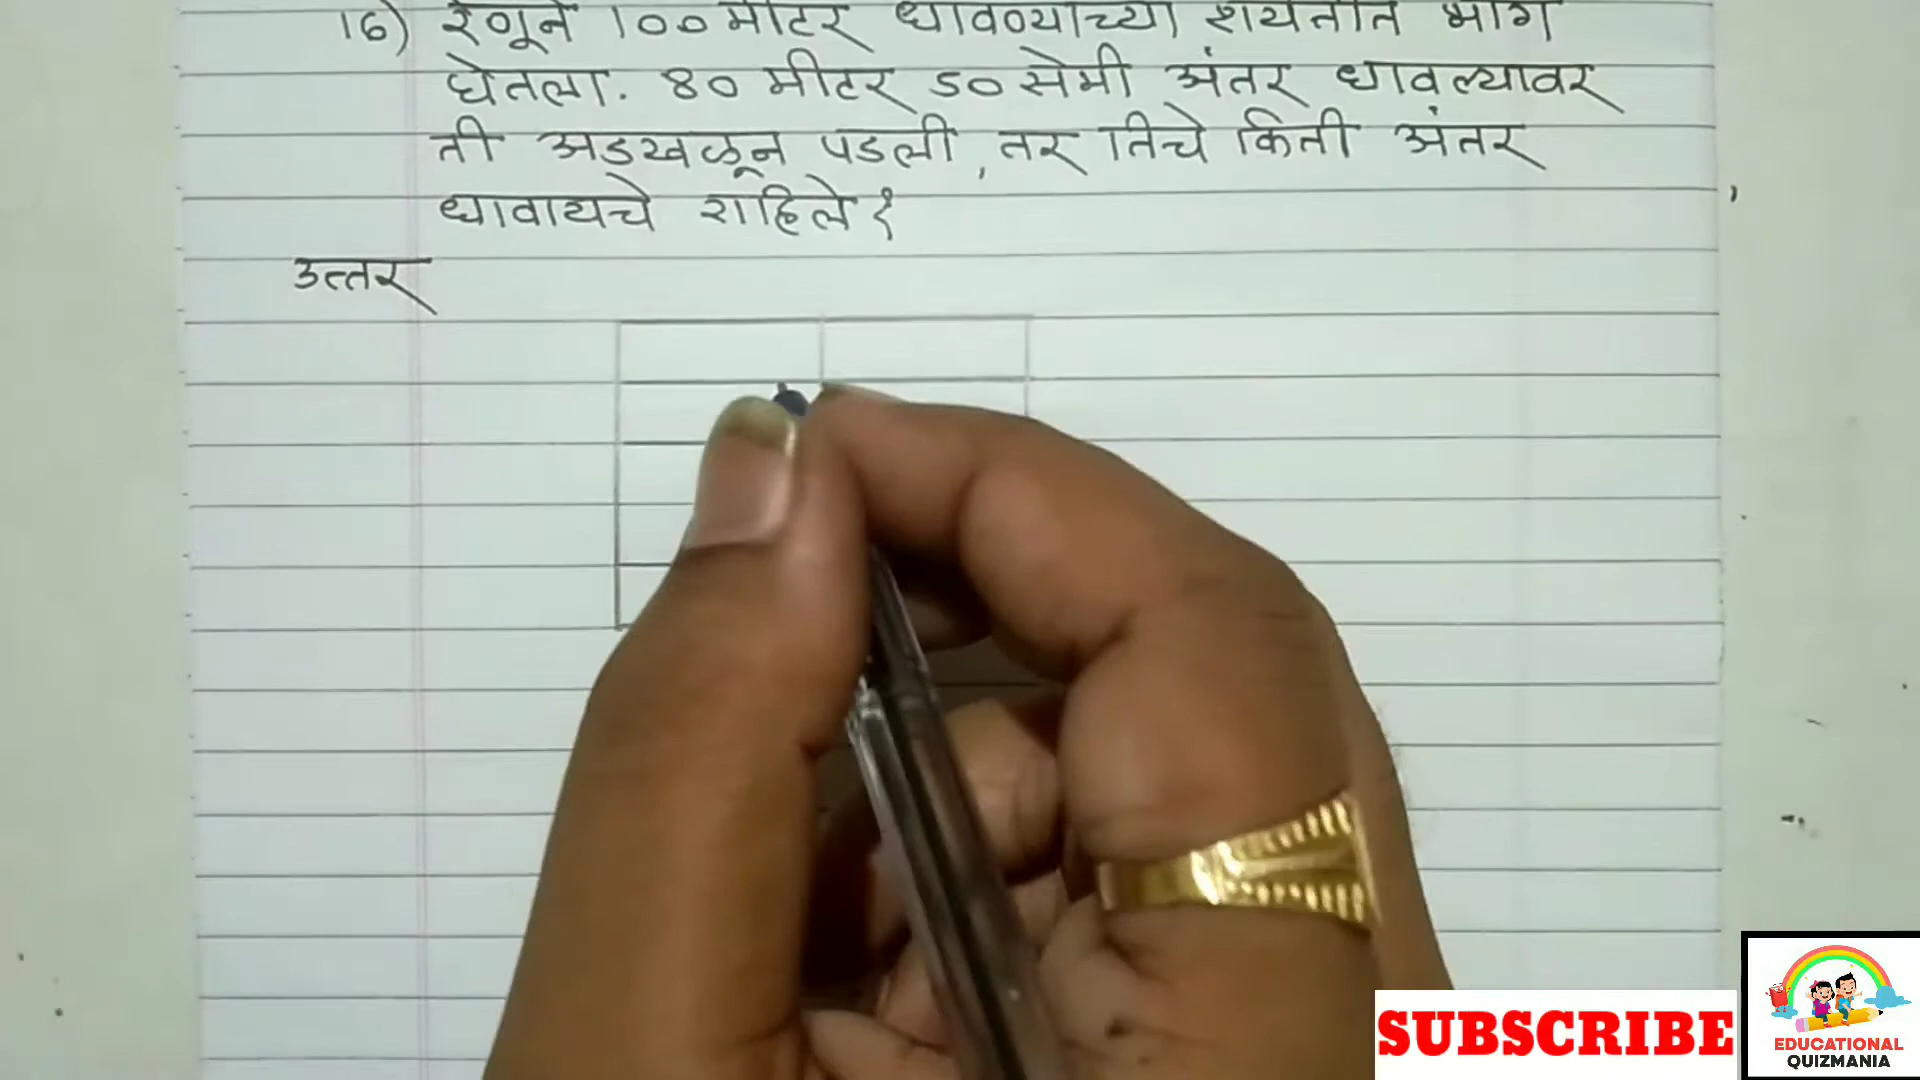 16) रेणूने 100 मीटर धावण्याच्या शर्यतीत भाग
घेतला. 80 मीटर 50 सेमी अंतर धावल्यावर
ती अडखळून पडली, तर तिचे किती अंतर
धावायचे राहिले?
उत्तर
SUBSCRIBE
EDUCATIONAL
QUIZMANIA